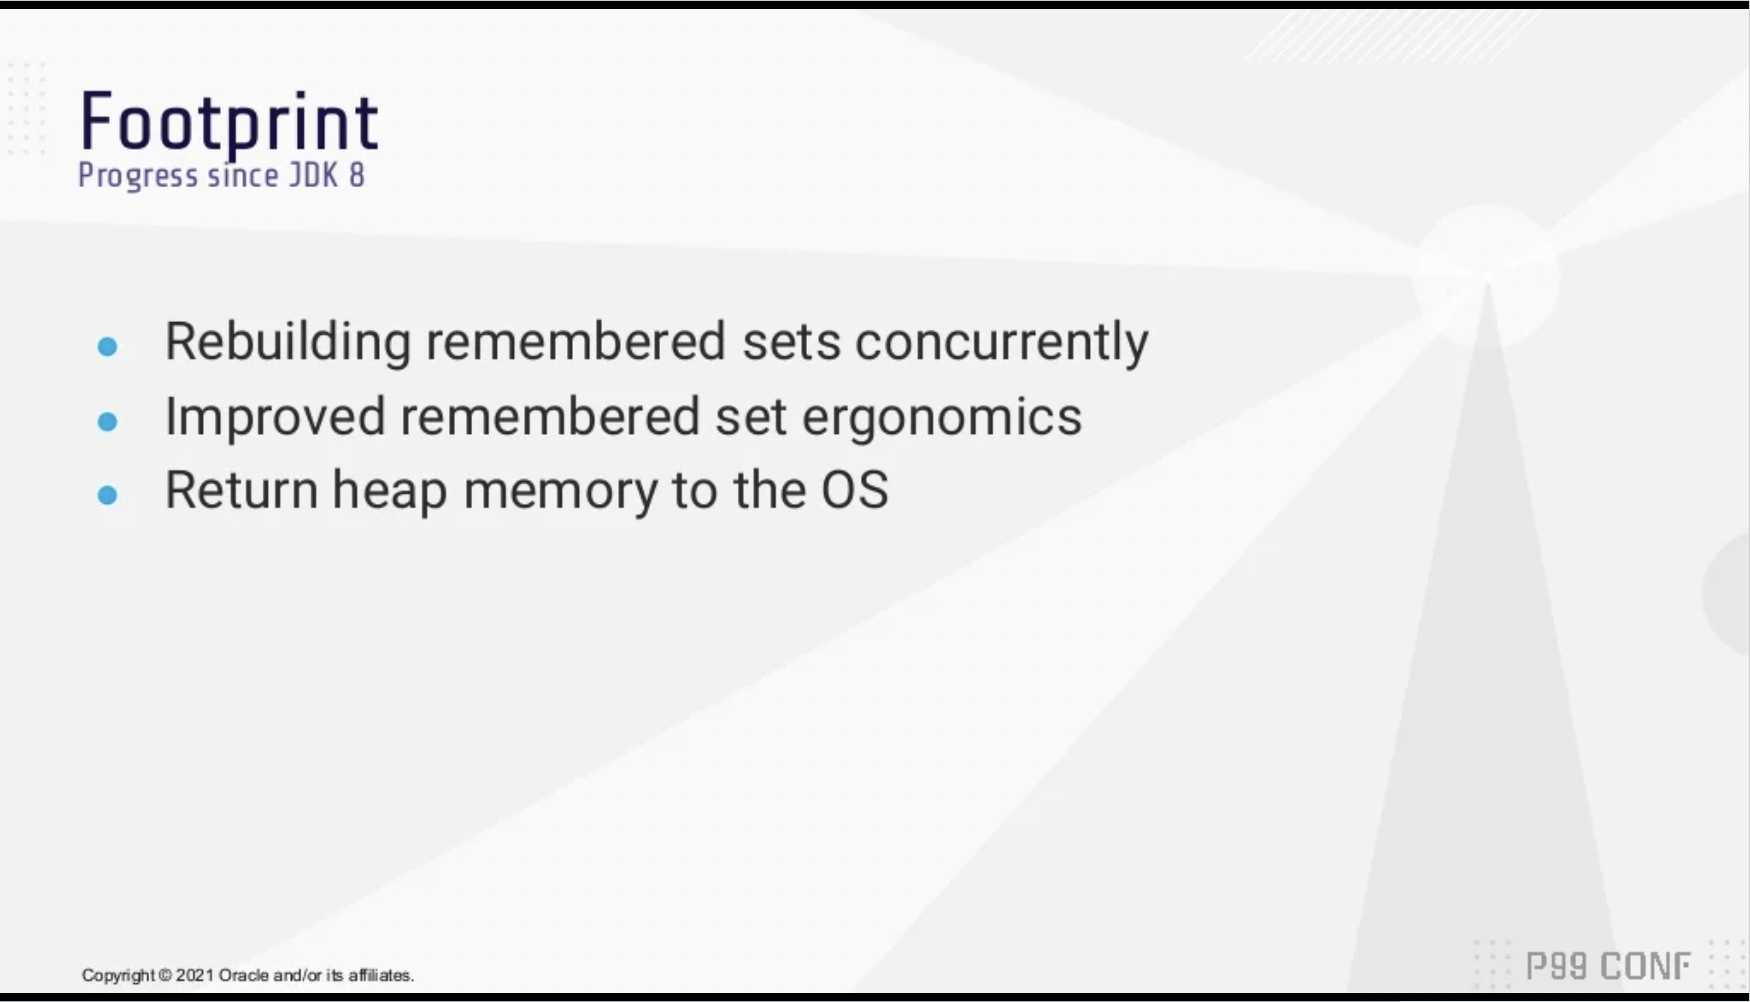 Footprint
Progress since JDK 8
Rebuilding remembered sets concurrently
Improved remembered set ergonomics
Return heap memory to the OS
Copyright © 2021 Oracle and/or its affiliates.
P99 CONF